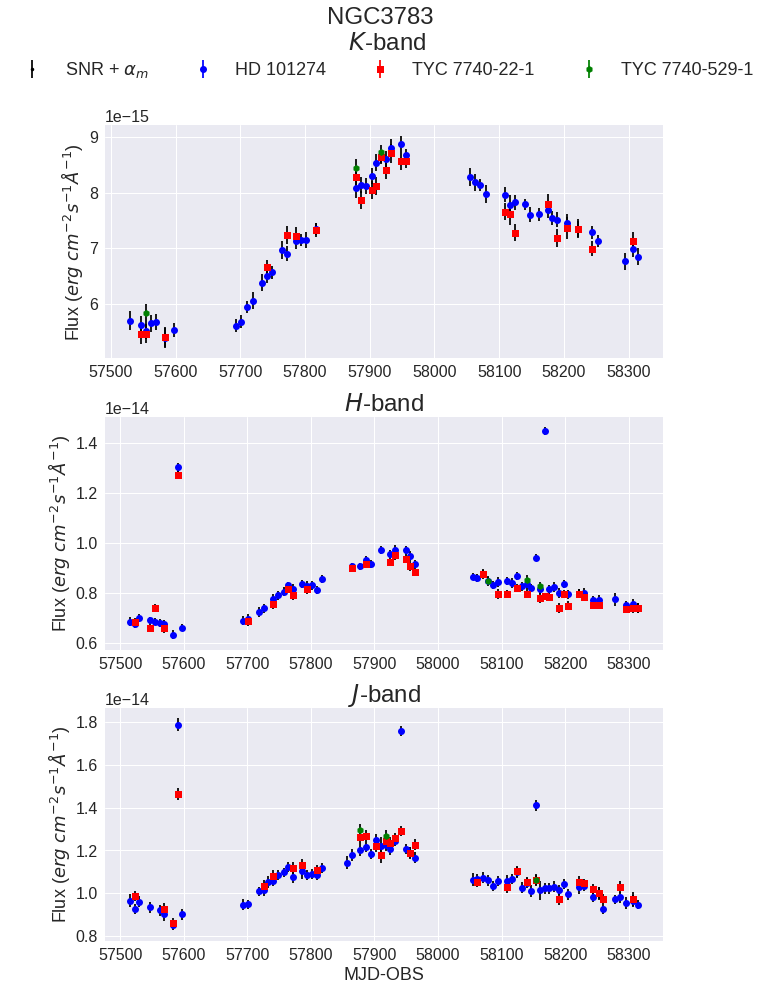 NGC3783
K-band
SNR + αm HD 101274 TYC 7740-22-1 TYC 7740-529-1
1e−15
9
8
7
6
Flux (erg cm−2s−1Å−1)
57500 57600 57700 57800 57900 58000 58100 58200 58300
H-band
1e−14
1.4
1.2
1.0
0.8
0.6
Flux (erg cm−2s−1Å−1)
57500 57600 57700 57800 57900 58000 58100 58200 58300
J-band
1e−14
1.8
1.6
1.4
1.2
1.0
0.8
Flux (erg cm−2s−1Å−1)
57500 57600 57700 57800 57900 58000 58100 58200 58300
MJD-OBS